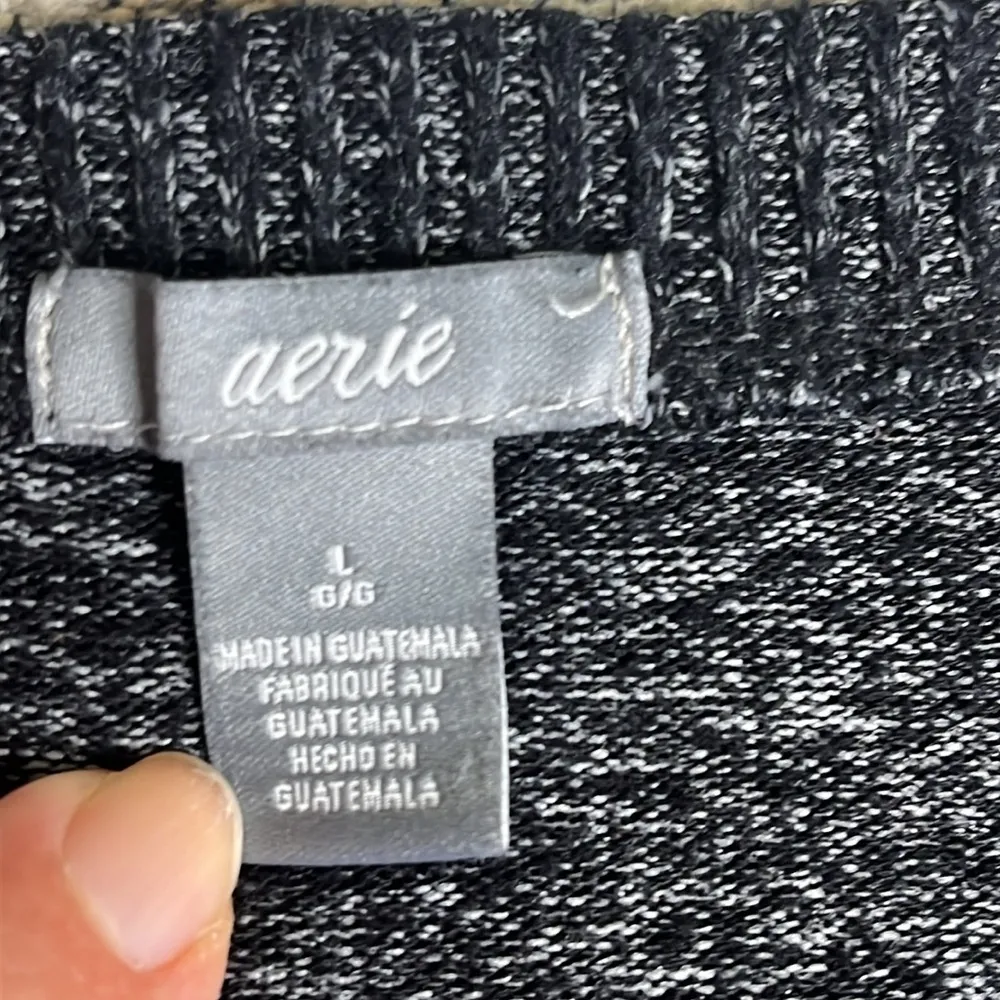 aerie
L
G/G
MADE IN GUATEMALA
FABRIQUÉ AU
GUATEMALA
HECHO EN
GUATEMALA